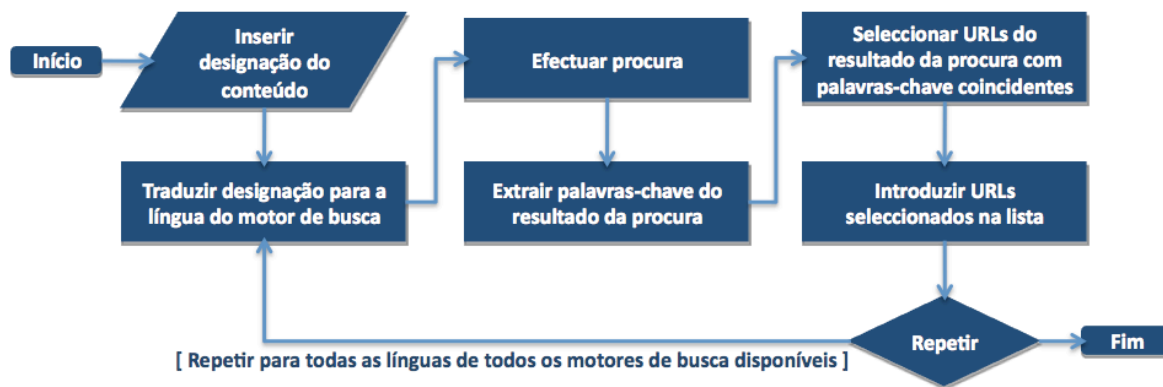 Início
Inserir
designação do
conteúdo
Traduzir designação para a
língua do motor de busca
Efectuar procura
Extrair palavras-chave do
resultado da procura
Seleccionar URLs do
resultado da procura com
palavras-chave coincidentes
Introduzir URLs
seleccionados na lista
Repetir
Fim
[ Repetir para todas as línguas de todos os motores de busca disponíveis ]